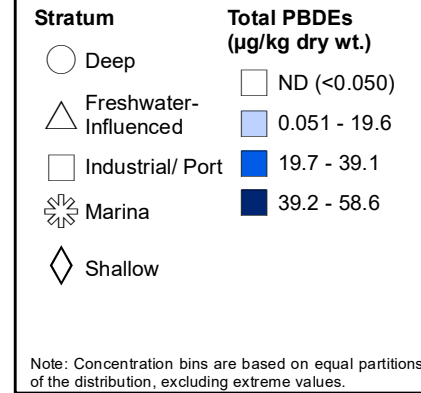 Stratum
Deep
Freshwater-
Influenced
Industrial/ Port
Marina
Shallow
Total PBDEs
(µg/kg dry wt.)
ND (<0.050)
0.051 - 19.6
19.7 - 39.1
39.2 - 58.6
Note: Concentration bins are based on equal partitions
of the distribution, excluding extreme values.